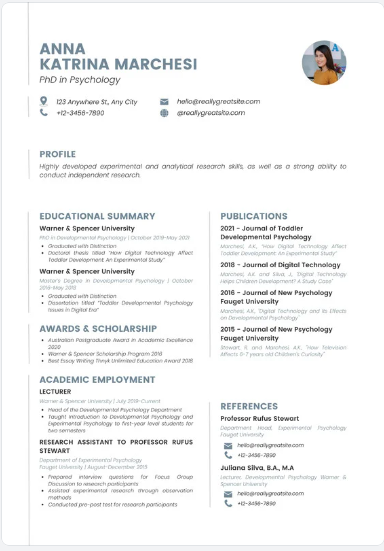 ANNA
KATRINA MARCHESI
PhD in Psychology
123 Anywhere St., Any City
hello@reallygreatsite.com
+12-3456-7890
@reallygreatsite.com
PROFILE
Highly developed experimental and analytical research skills, as well as a strong ability to
conduct independent research.
EDUCATIONAL SUMMARY
Warner & Spencer University
PhD in Developmental Psychology | October 2018-May 2021
Graduated with Distinction
Doctoral thesis titled "How Digital Technology Affect
Toddler Development: An Experimental Study"
Warner & Spencer University
Master's Degree in Developmental Psychology | October
2016-May 2018
Graduated with Distinction
Dissertation titled "Toddler Developmental Psychology
Issues in Digital Era"
AWARDS & SCHOLARSHIP
Australian Postgraduate Award in Academic Excellence
2020
Warner & Spencer Scholarship Program 2018
Best Essay Writing Thnyk Unlimited Education Award 2018
ACADEMIC EMPLOYMENT
LECTURER
Warner & Spencer University | July 2019-Current
Head of the Developmental Psychology Department
Taught Introduction to Developmental Psychology and
Experimental Psychology to first-year level students for
two semesters
RESEARCH ASSISTANT TO PROFESSOR RUFUS
STEWART
Department of Experimental Psychology
Fauget University | August-December 2015
Prepared interview questions for Focus Group
Discussion to research participants
Assisted experimental research through observation
methods
Conducted pre-post test for research participants
PUBLICATIONS
2021 - Journal of Toddler
Developmental Psychology
Marchesi, A.K., "How Digital Technology Affect
Toddler Development: An Experimental Study"
2018 - Journal of Digital Technology
Marchesi, A.K. and Silva, J., "Digital Technology
Helps Children Development? A Study Case"
2016 - Journal of New Psychology
Fouget University
Marchesi, A.K., "Digital Technology and Its Effects
on Developmental Psychology"
2015 - Journal of New Psychology
Fauget University
Stewart, R. and Marchesi, A.K., "How Television
Affects 5-7 years old Children's Curiosity"
REFERENCES
Professor Rufus Stewart
Department Head, Experimental Psychology
Fauget University
hello@reallygreatsite.com
+12-3456-7890
Juliana Silva, B.A., M.A
Lecturer, Developmental Psychology Warner &
Spencer University
hello@reallygreatsite.com
+12-3456-7890